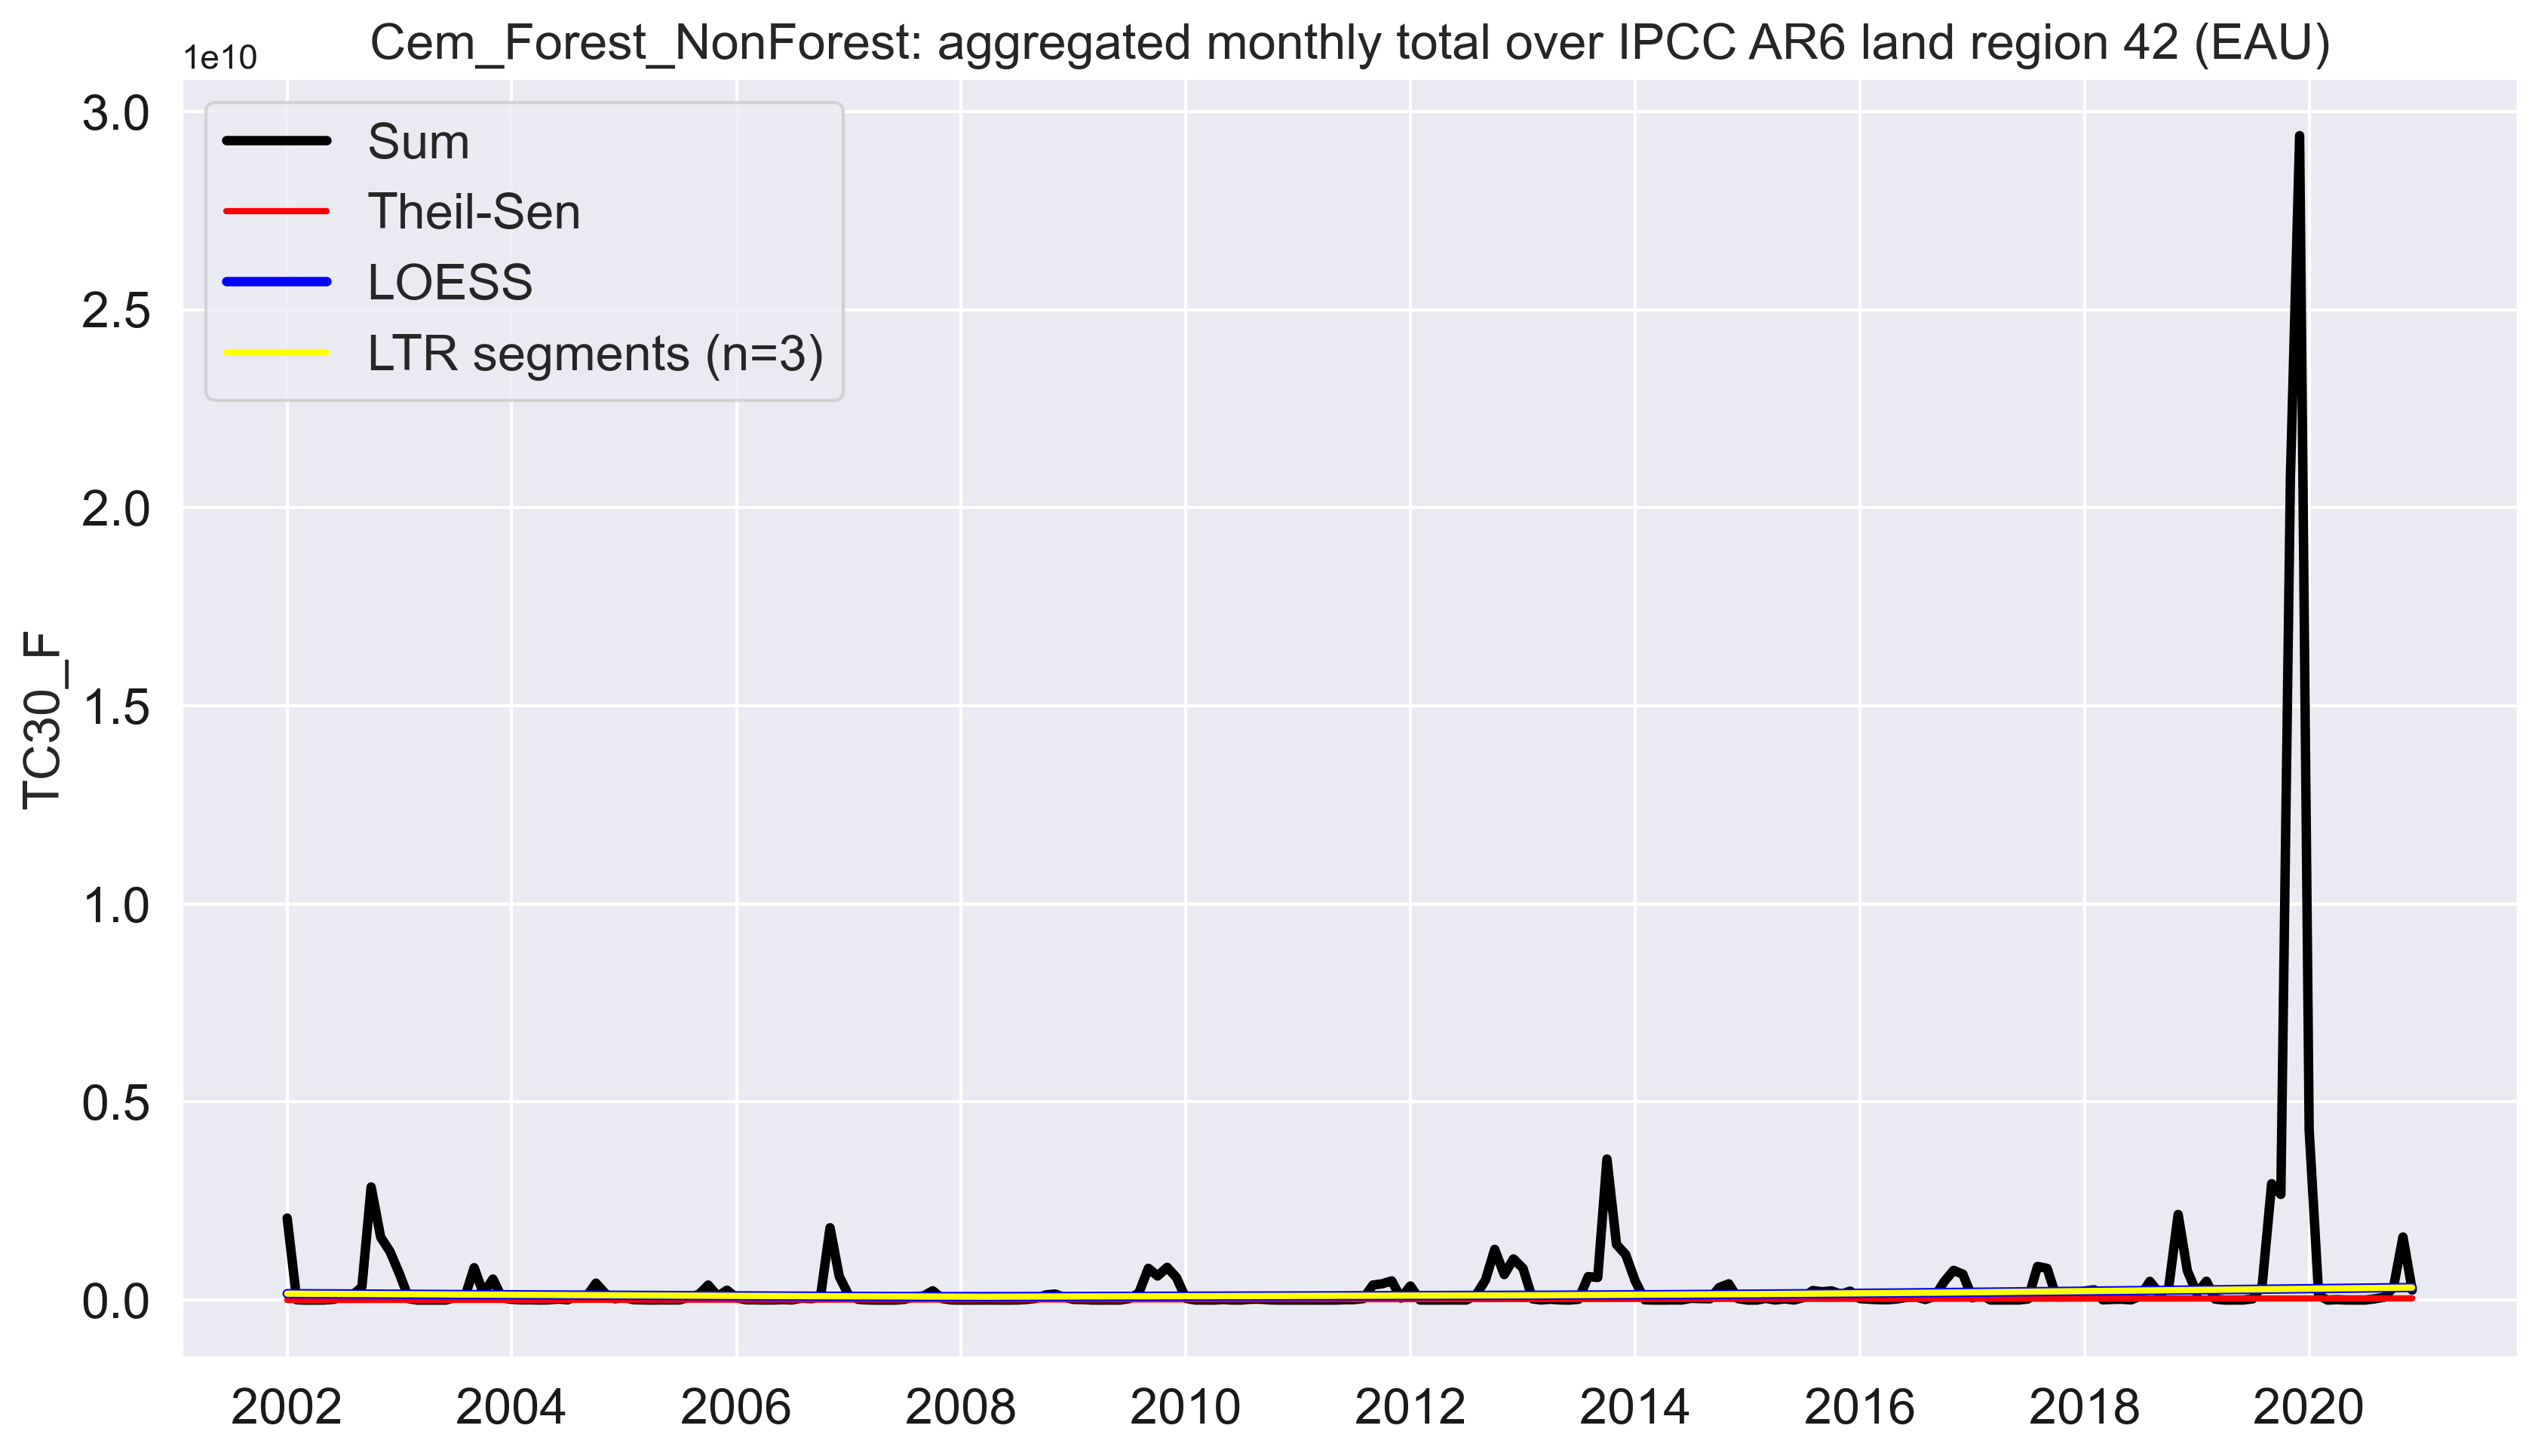 Cem_Forest_NonForest: aggregated monthly total over IPCC AR6 land region 42 (EAU)
1e10
3.0
2.5
2.0
1.5
1.0
0.5
0.0
TC30_F
Sum
Theil-Sen
LOESS
LTR segments (n=3)
2002 2004 2006 2008 2010 2012 2014 2016 2018 2020